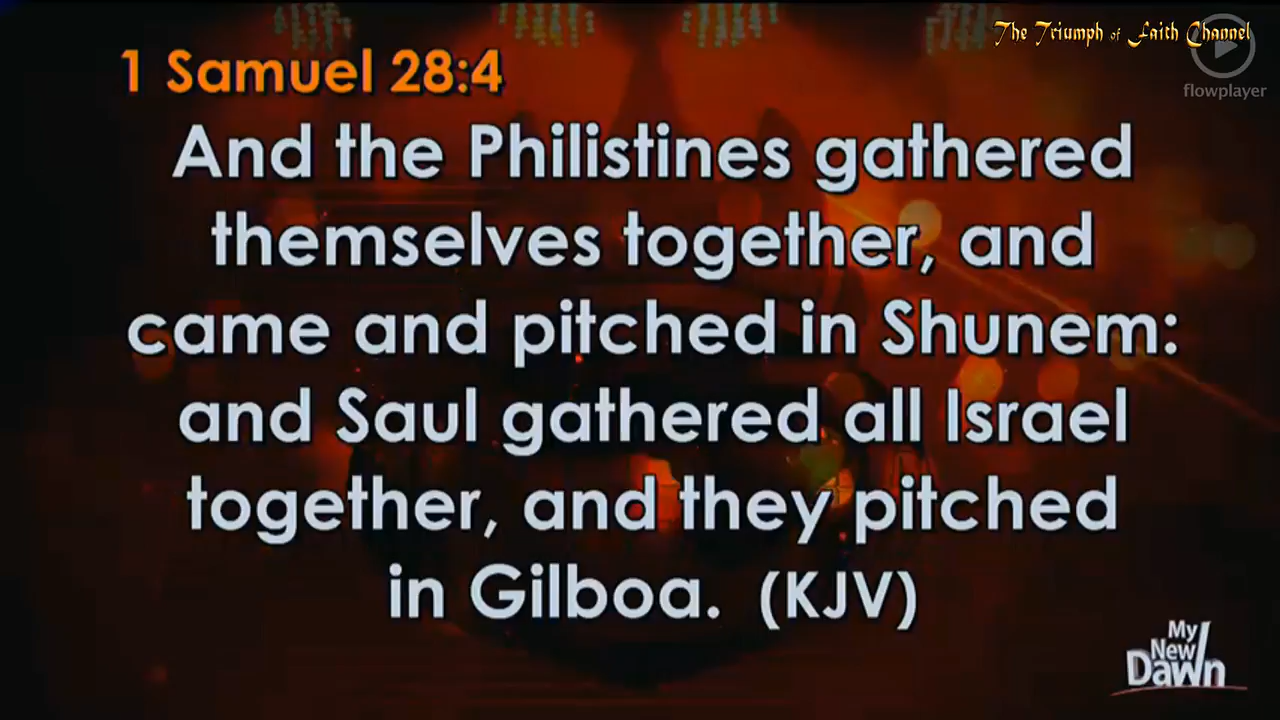 The Triumph of Faith Channel
flowplayer
1 Samuel 28:4
And the Philistines gathered
themselves together, and
came and pitched in Shunem:
and Saul gathered all Israel
together, and they pitched
in Gilboa. (KJV)
My
New
Dawn